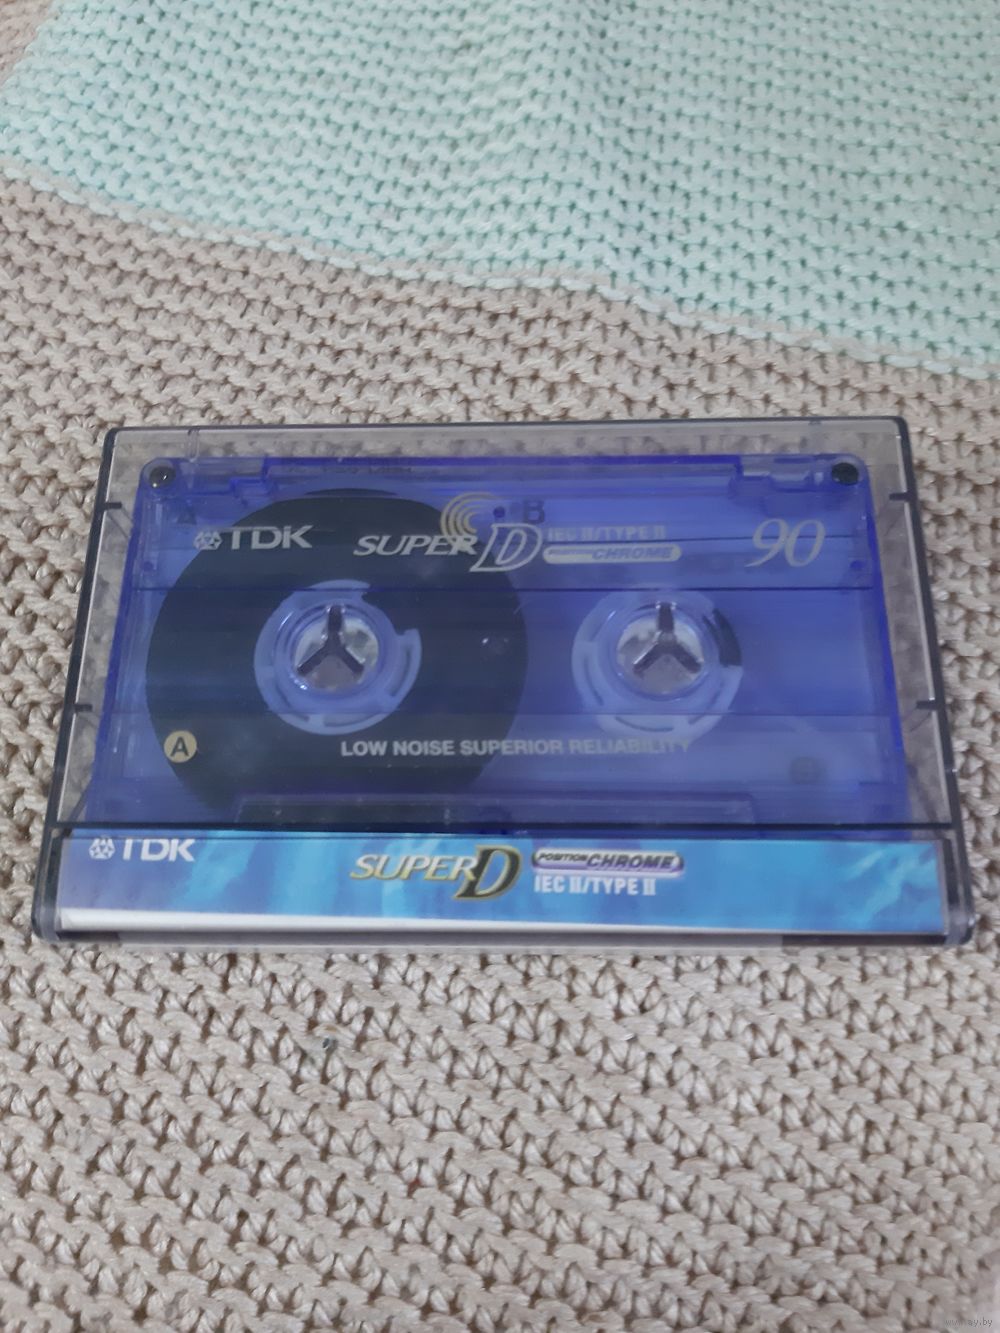 B
TDK
SUPER D
IEC II/TYPE II
POSITION CHROME
90
A
LOW NOISE SUPERIOR RELIABILITY
TDK
SUPER D
POSITION CHROME
IEC II/TYPE II